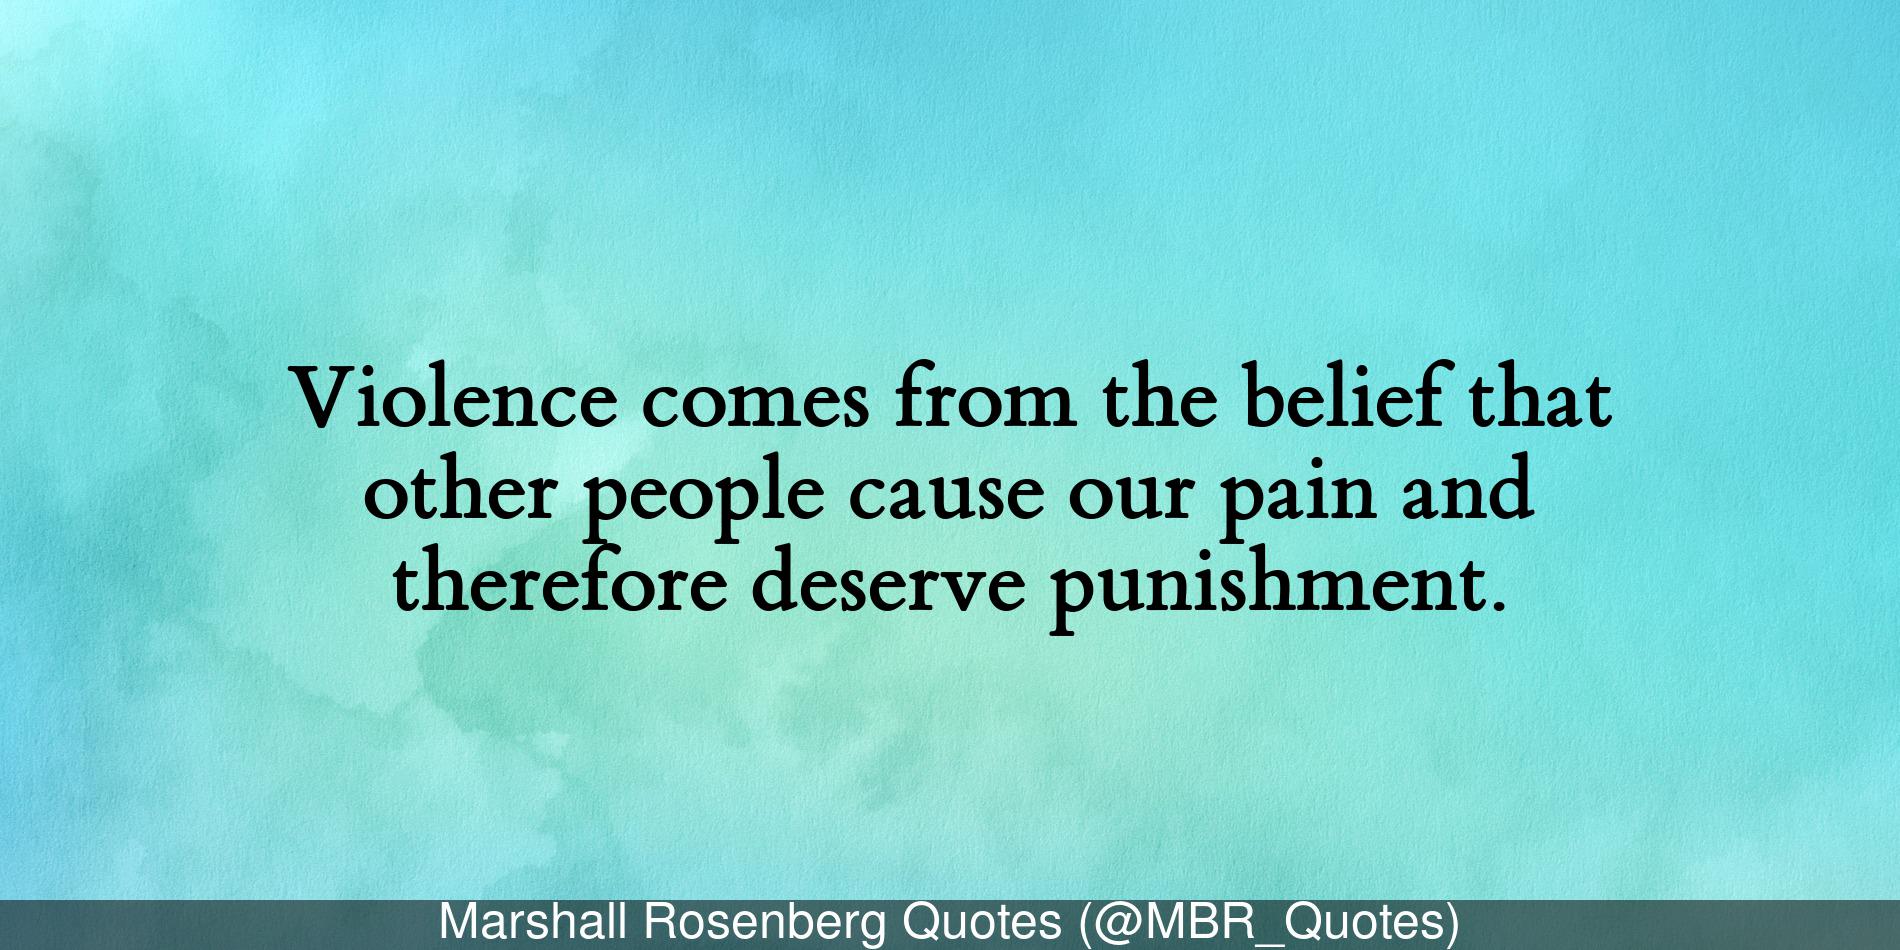 Violence comes from the belief that
other people cause our pain and
therefore deserve punishment.
Marshall Rosenberg Quotes (@MBR_Quotes)